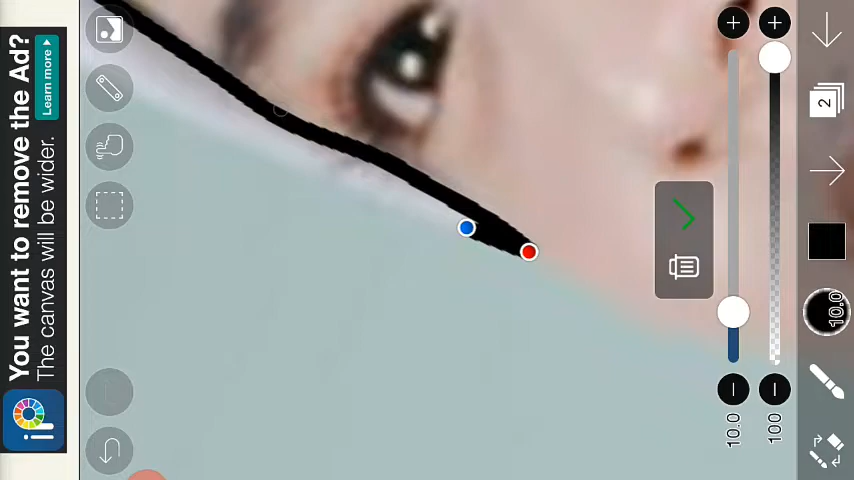 You want to remove the Ad?
The canvas will be wider.
Learn more
2
10.0
10.0
100